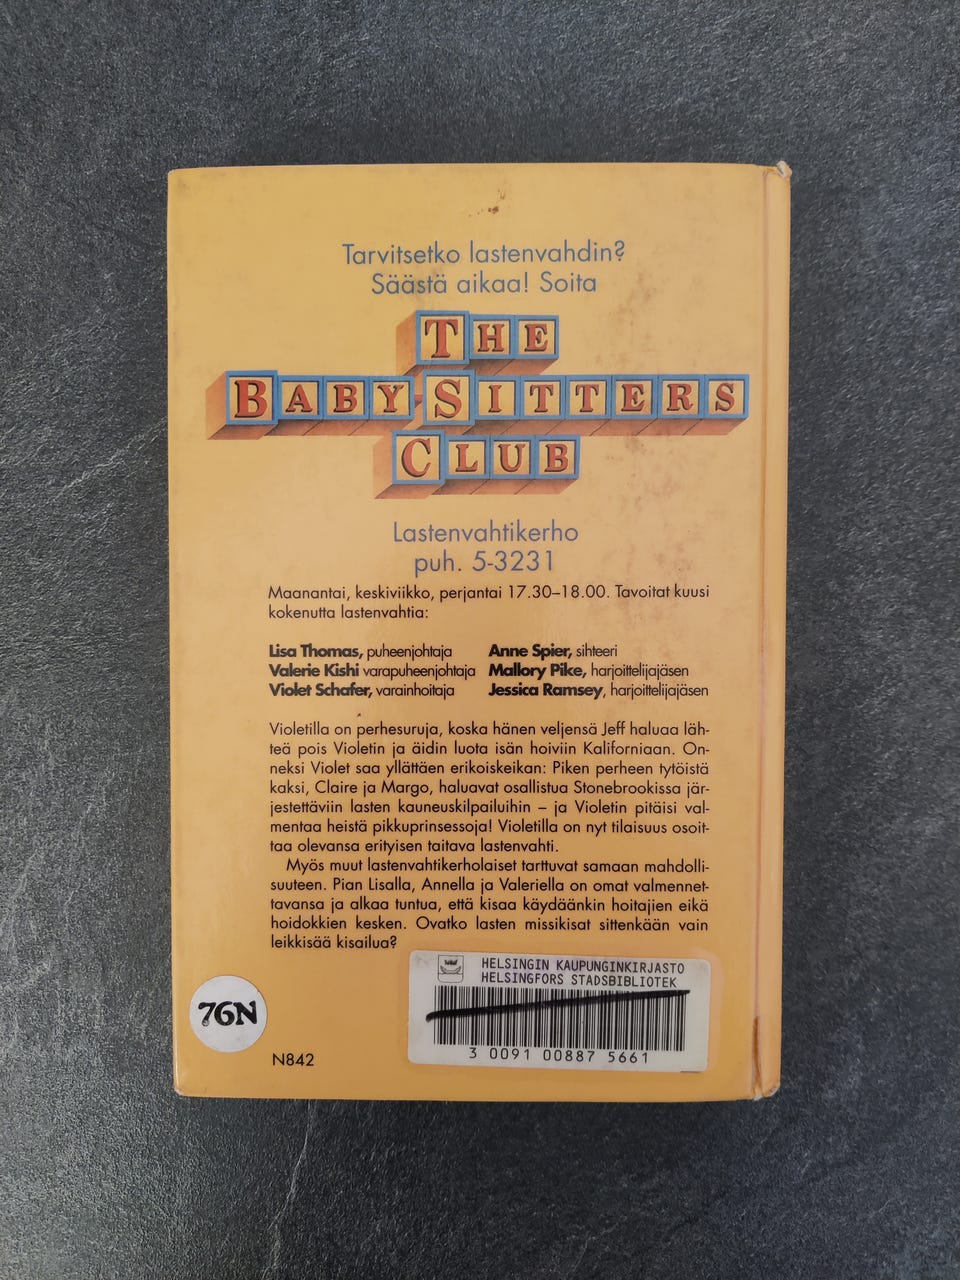 Tarvitsetko lastenvahdin?
Säästä aikaa! Soita
THE
BABY-SITTERS
CLUB
Lastenvahtikerho
puh. 5-3231
Maanantai, keskiviikko, perjantai 17.30–18.00. Tavoitat kuusi
kokenutta lastenvahtia:
Lisa Thomas, puheenjohtaja
Valerie Kishi varapuheenjohtaja
Violet Schafer, varainhoitaja
Anne Spier, sihteeri
Mallory Pike, harjoittelijajäsen
Jessica Ramsey, harjoittelijajäsen
Violetilla on perhesuruja, koska hänen veljensä Jeff haluaa läh-
teä pois Violetin ja äidin luota isän hoiviin Kaliforniaan. On-
neksi Violet saa yllättäen erikoiskeikan: Piken perheen tytöistä
kaksi, Claire ja Margo, haluavat osallistua Stonebrookissa jär-
jestettäviin lasten kauneuskilpailuihin – ja Violetin pitäisi val-
mentaa heistä pikkuprinsessoja! Violetilla on nyt tilaisuus osoit-
taa olevansa erityisen taitava lastenvahti.
Myös muut lastenvahtikerholaiset tarttuvat samaan mahdolli-
suuteen. Pian Lisalla, Annella ja Valeriella on omat valmennet-
tavansa ja alkaa tuntua, että kisaa käydäänkin hoitajien eikä
hoidokkien kesken. Ovatko lasten missikisat sittenkään vain
leikkisää kisailua?
HELSINGIN KAUPUNGINKIRJASTO
HELSINGFORS STADSBIBLIOTEK
3 0091 00887 5661
76N
N842